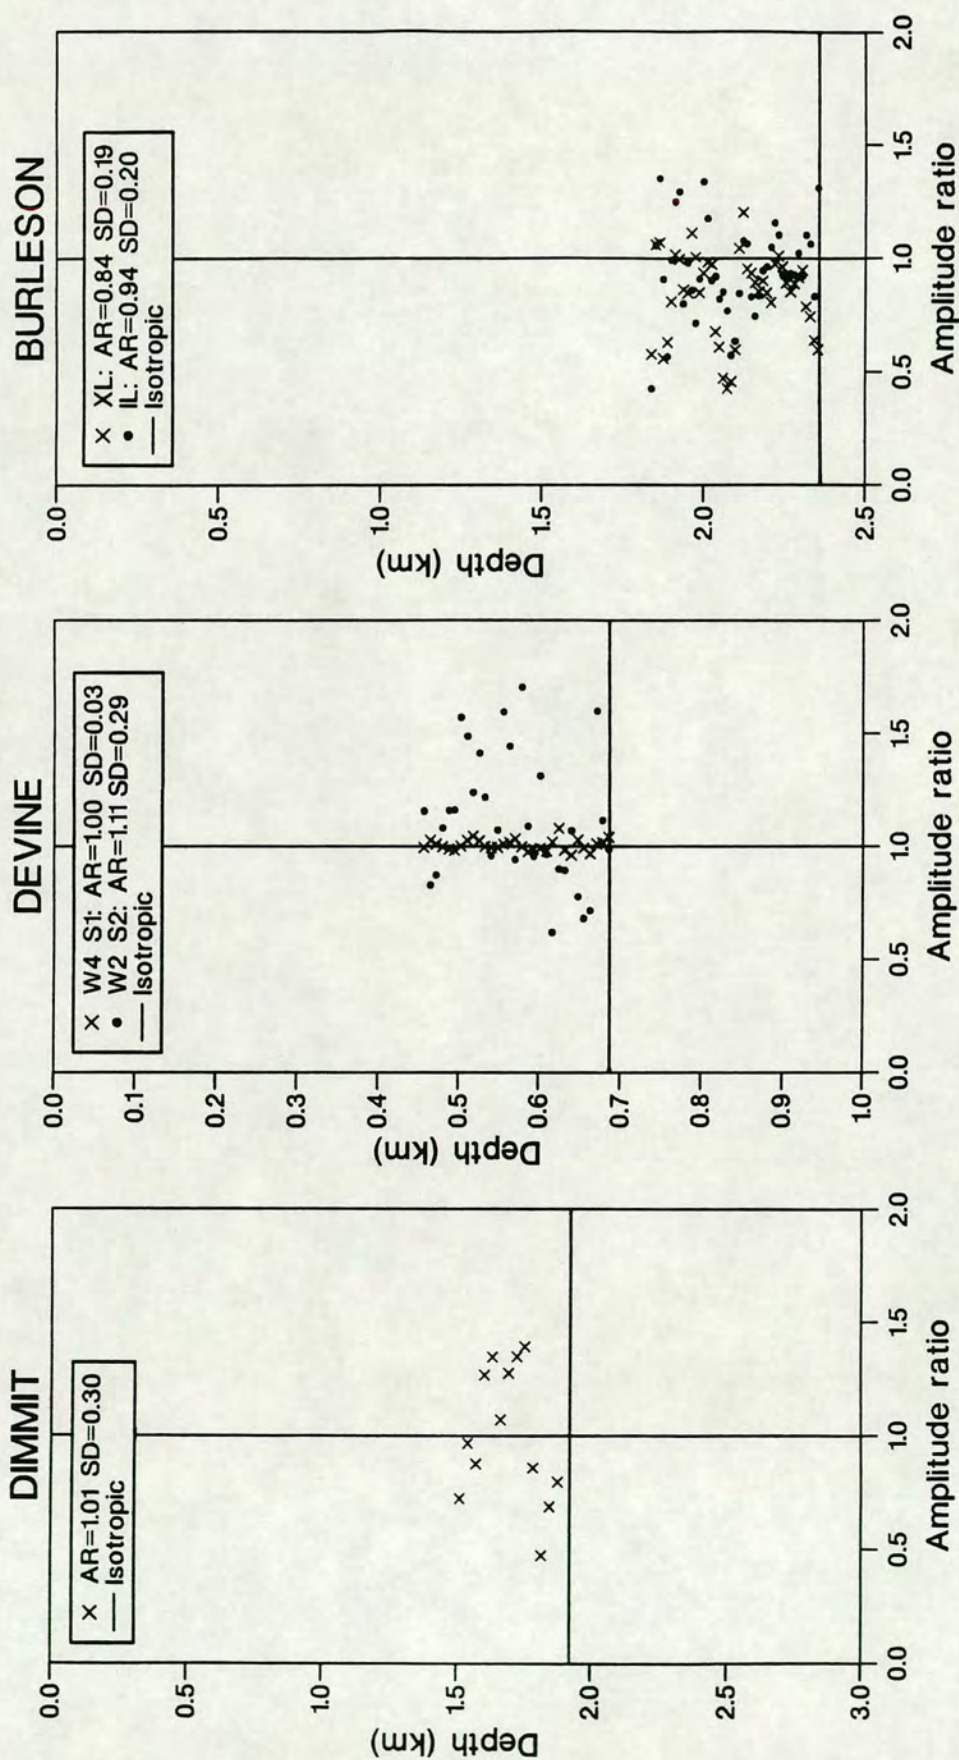 DIMMIT
× AR=1.01 SD=0.30
Isotropic
Depth (km)
0.0
0.5
1.0
1.5
2.0
2.5
3.0
0.0 0.5 1.0 1.5 2.0
Amplitude ratio
DEVINE
× W4 S1: AR=1.00 SD=0.03
• W2 S2: AR=1.11 SD=0.29
Isotropic
Depth (km)
0.0
0.1
0.2
0.3
0.4
0.5
0.6
0.7
0.8
0.9
1.0
0.0 0.5 1.0 1.5 2.0
Amplitude ratio
BURLESON
× XL: AR=0.84 SD=0.19
• IL: AR=0.94 SD=0.20
Isotropic
Depth (km)
0.0
0.5
1.0
1.5
2.0
2.5
0.0 0.5 1.0 1.5 2.0
Amplitude ratio